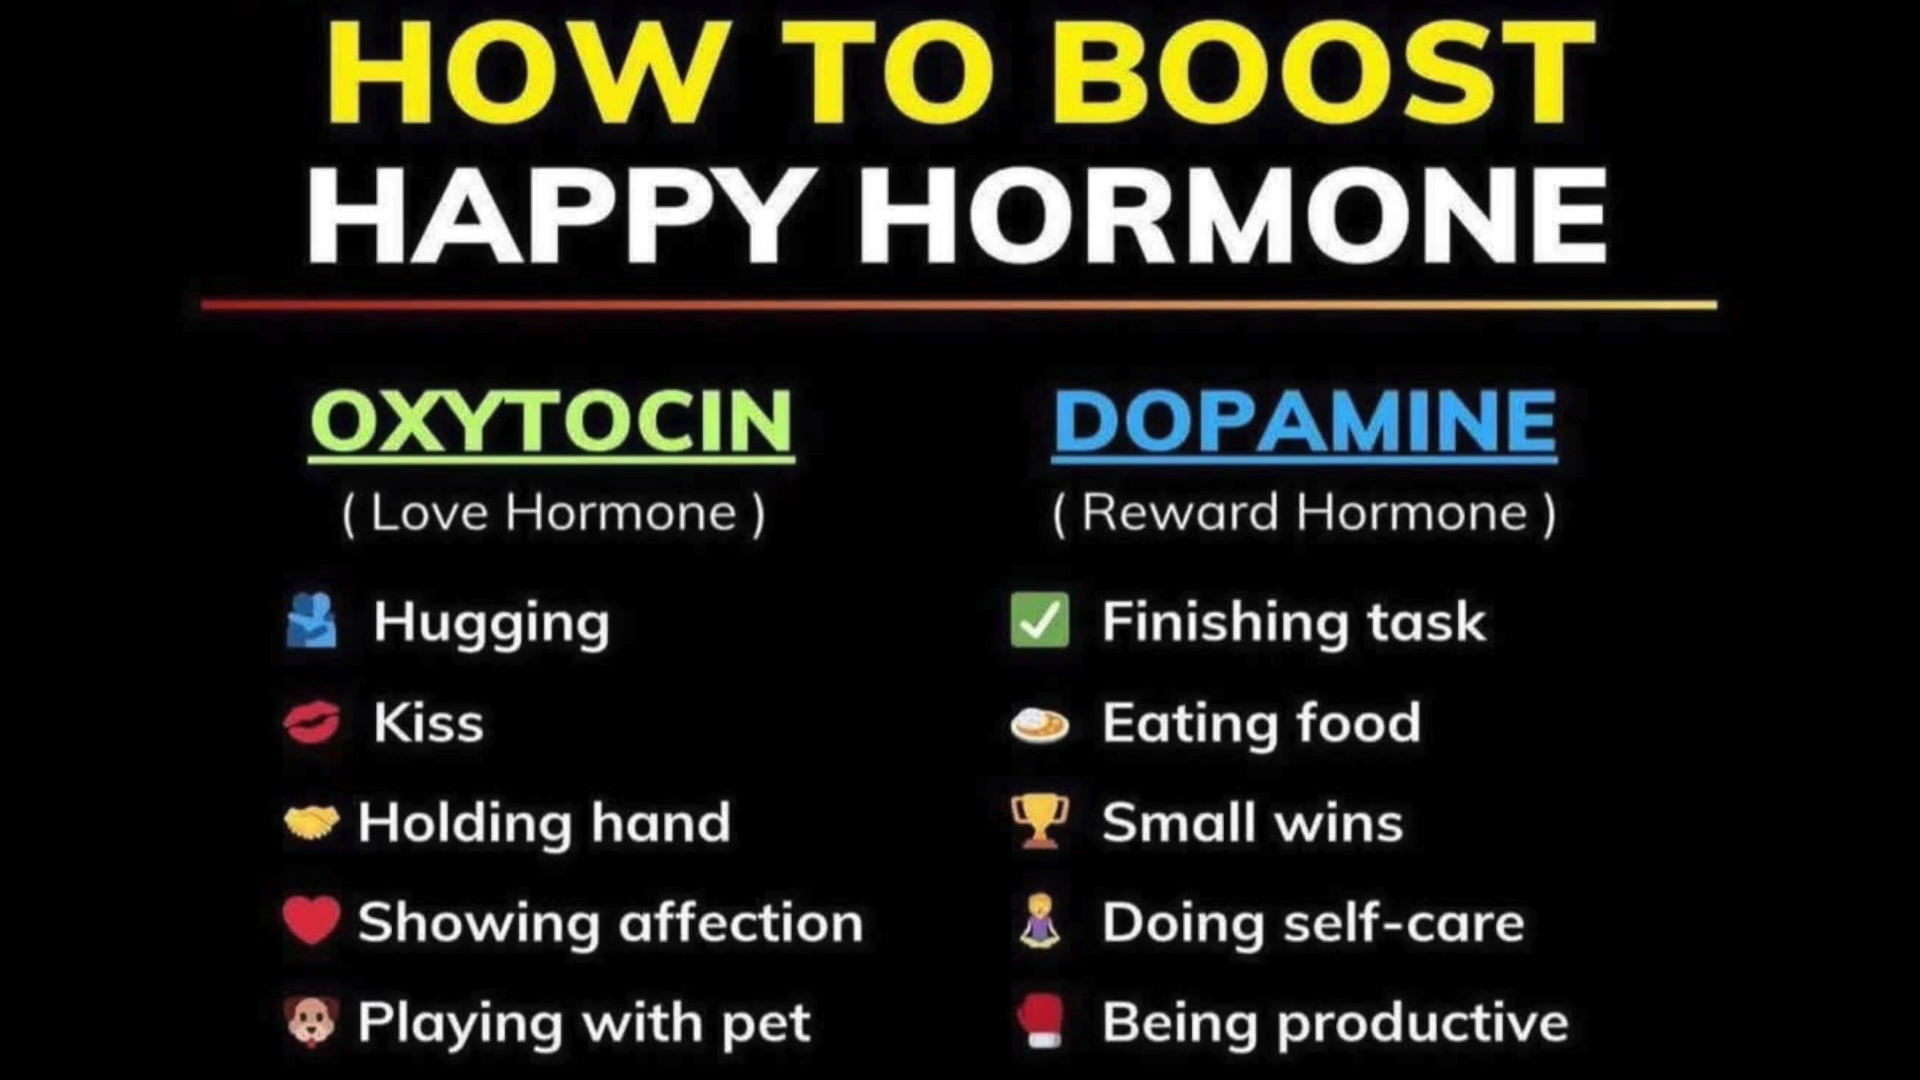 HOW TO BOOST
HAPPY HORMONE
OXYTOCIN
( Love Hormone )
Hugging
Kiss
Holding hand
Showing affection
Playing with pet
DOPAMINE
( Reward Hormone )
Finishing task
Eating food
Small wins
Doing self-care
Being productive